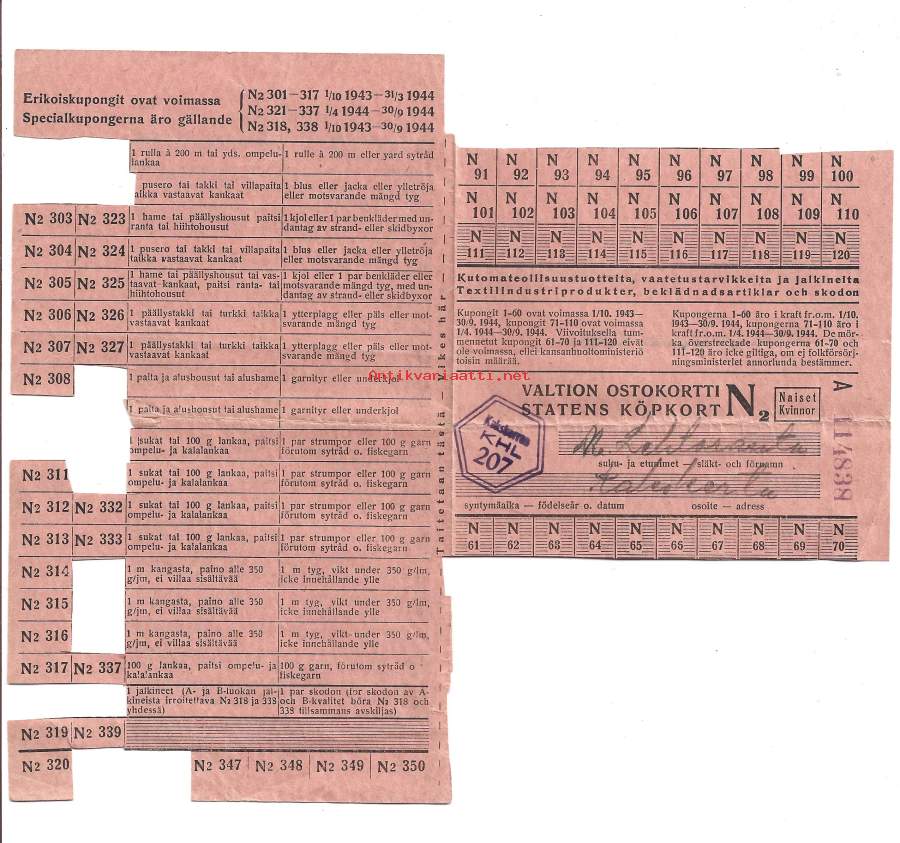 Erikoiskupongit ovat voimassa
Specialkupongerna äro gällande
N2 301—317 1/10 1943—31/3 1944
N2 321—337 1/4 1944—30/9 1944
N2 318, 338 1/10 1943—30/9 1944
1 rulla à 200 m tai yds. ompelu-
lankaa
1 rulle à 200 m eller yard sytråd
pusero tai takki tai villapaita
taikka vastaavat kankaat
1 blus eller jacka eller ylletröja
eller motsvarande mängd tyg
N2 303
N2 323
1 hame tai päällyshousut paitsi
ranta tai hiihtohousut
1 kjol eller 1 par benkläder med un-
dantag av strand- eller skidbyxor
N2 304
N2 324
1 pusero tai takki tai villapaita
taikka vastaavat kankaat
1 blus eller jacka eller ylletröja
eller motsvarande mängd tyg
N2 305
N2 325
1 hame tai päällyshousut tai vas-
taavat kankaat, paitsi ranta- tai
hiihtohousut
1 kjol eller 1 par benkläder eller
motsvarande mängd tyg, med un-
dantag av strand- eller skidbyxor
N2 306
N2 326
1 päällystakki tai turkki taikka
vastaavat kankaat
1 ytterplagg eller päls eller mot-
svarande mängd tyg
N2 307
N2 327
1 päällystakki tai turkki taikka
vastaavat kankaat
1 ytterplagg eller päls eller mot-
svarande mängd tyg
N2 308
1 paita ja alushousut tai alushame
1 garnityr eller underkjol
1 paita ja alushousut tai alushame
1 garnityr eller underkjol
1 sukat tai 100 g lankaa, paitsi
ompelu- ja kalalankaa
1 par strumpor eller 100 g garn
förutom sytråd o. fiskegarn
N2 311
1 sukat tai 100 g lankaa, paitsi
ompelu- ja kalalankaa
1 par strumpor eller 100 g garn
förutom sytråd o. fiskegarn
N2 312
N2 332
1 sukat tai 100 g lankaa, paitsi
ompelu- ja kalalankaa
1 par strumpor eller 100 g garn
förutom sytråd o. fiskegarn
N2 313
N2 333
1 sukat tai 100 g lankaa, paitsi
ompelu- ja kalalankaa
1 par strumpor eller 100 g garn
förutom sytråd o. fiskegarn
N2 314
1 m kangasta, paino alle 350
g/jm, ei villaa sisältävää
1 m tyg, vikt under 350 g/lm,
icke innehållande ylle
N2 315
1 m kangasta, paino alle 350
g/jm, ei villaa sisältävää
1 m tyg, vikt under 350 g/lm,
icke innehållande ylle
N2 316
1 m kangasta, paino alle 350
g/jm, ei villaa sisältävää
1 m tyg, vikt under 350 g/lm,
icke innehållande ylle
N2 317
N2 337
100 g lankaa, paitsi ompelu- ja
kalalankaa
100 g garn, förutom sytråd o
fiskegarn
1 jalkineet (A- ja B-luokan jal-
kineista irroitettava N2 318 ja 338
yhdessä)
1 par skodon (för skodon av A-
och B-kvalitet böra N2 318 och
338 tillsammans avskiljas)
N2 319
N2 339
N2 320
N2 347
N2 348
N2 349
N2 350
Taitetaan tästä
ikes här
N 91
N 92
N 93
N 94
N 95
N 96
N 97
N 98
N 99
N 100
N 101
N 102
N 103
N 104
N 105
N 106
N 107
N 108
N 109
N 110
N 111
N 112
N 113
N 114
N 115
N 116
N 117
N 118
N 119
N 120
Kutomateollisuustuotteita, vaatetustarvikkeita ja jalkineita
Textilindustriprodukter, beklädnadsartiklar och skodon
Kupongit 1-60 ovat voimassa 1/10. 1943—
30/9. 1944, kupongit 71-110 ovat voimassa
1/4. 1944—30/9. 1944. Viivoituksella tum-
mennetut kupongit 61-70 ja 111-120 eivät
ole voimassa, ellei kansanhuoltoministeriö
toisin määrää.
Kupongerna 1-60 äro i kraft fr.o.m. 1/10.
1943—30/9. 1944, kupongerna 71-110 äro i
kraft fr.o.m. 1/4. 1944—30/9. 1944. De mör-
ka överstreckade kupongerna 61-70 och
111-120 äro icke giltiga, om ej folkförsörj-
ningsministeriet annorlunda bestämmer.
Antikvariaatti.net
VALTION OSTOKORTTI
STATENS KÖPKORT
N2
Naiset
Kvinnor
A 114838
KHL
207
suku- ja etunimet — släkt- och förnamn
syntymäaika — födelseår o. datum
osoite — adress
N 61
N 62
N 63
N 64
N 65
N 66
N 67
N 68
N 69
N 70